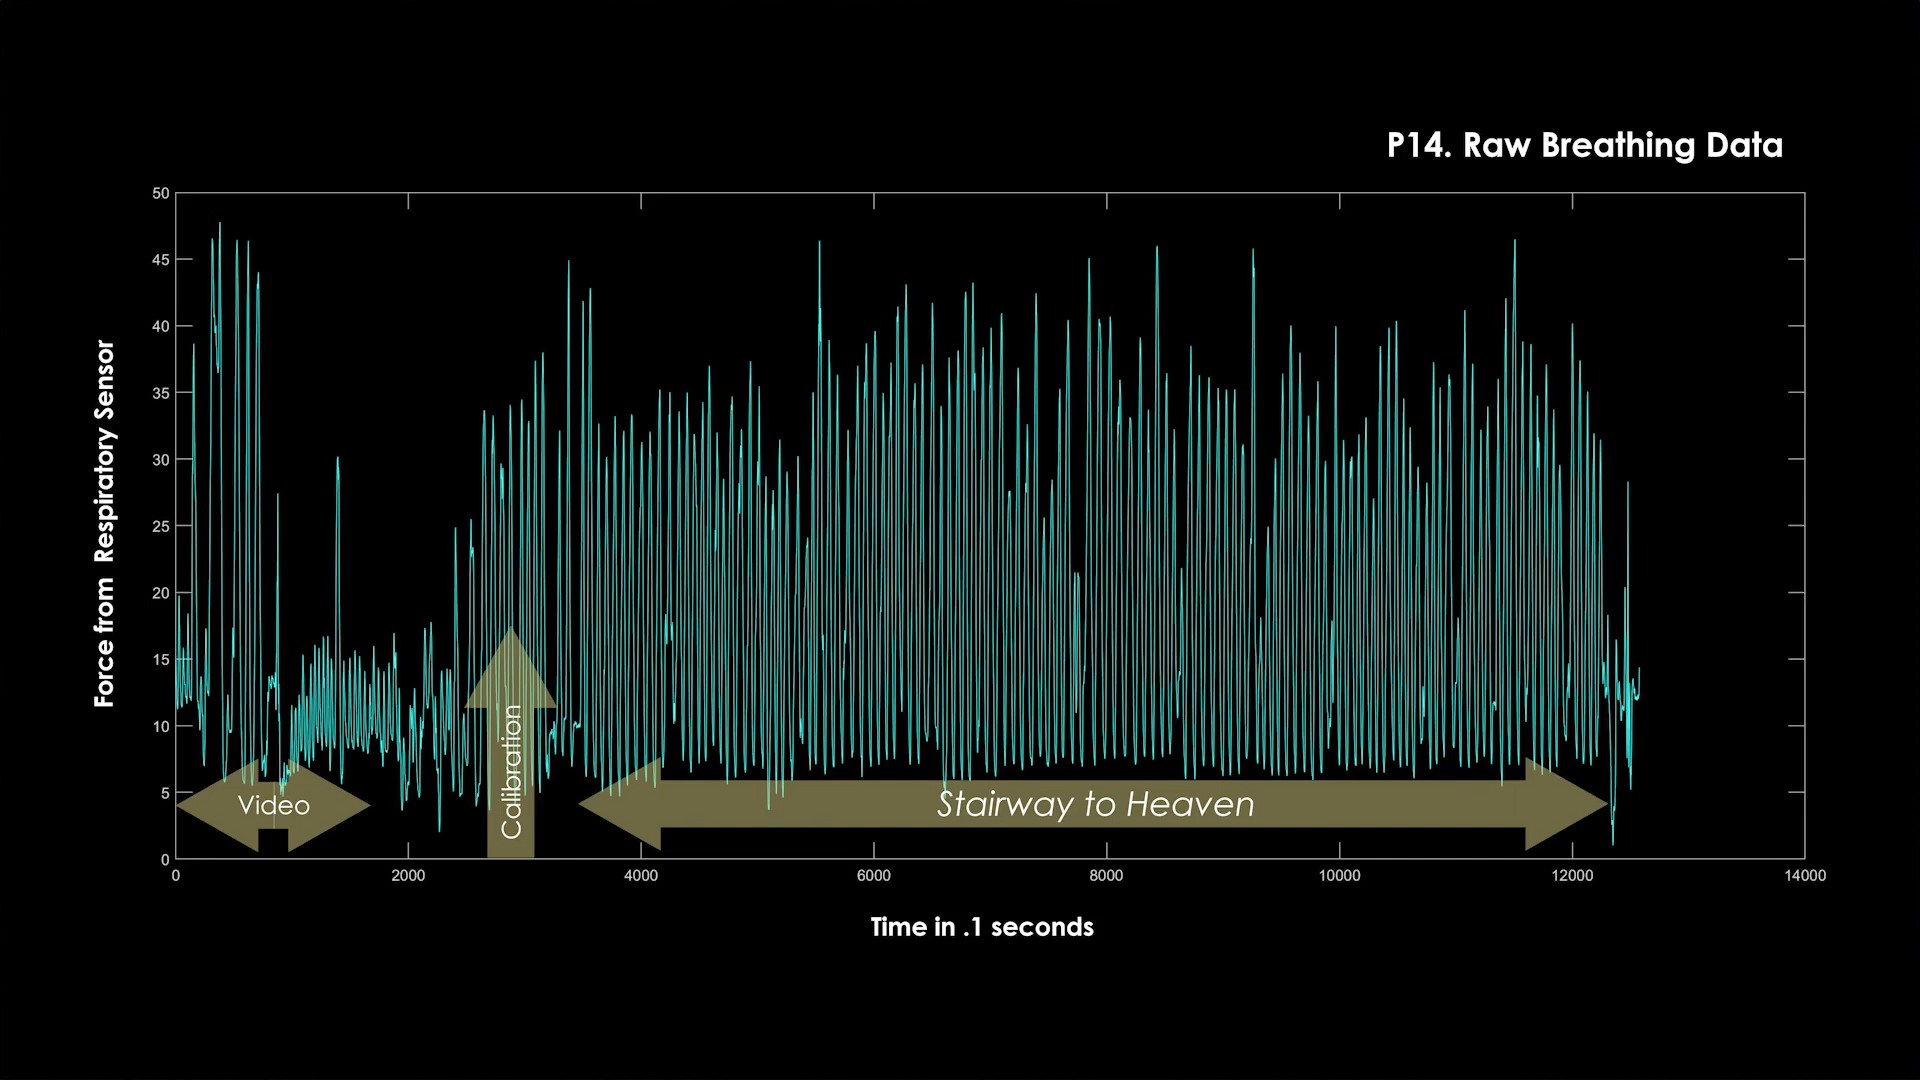 P14. Raw Breathing Data
Force from Respiratory Sensor
50
45
40
35
30
25
20
15
10
5
0
Video
Calibration
Stairway to Heaven
0 2000 4000 6000 8000 10000 12000 14000
Time in .1 seconds